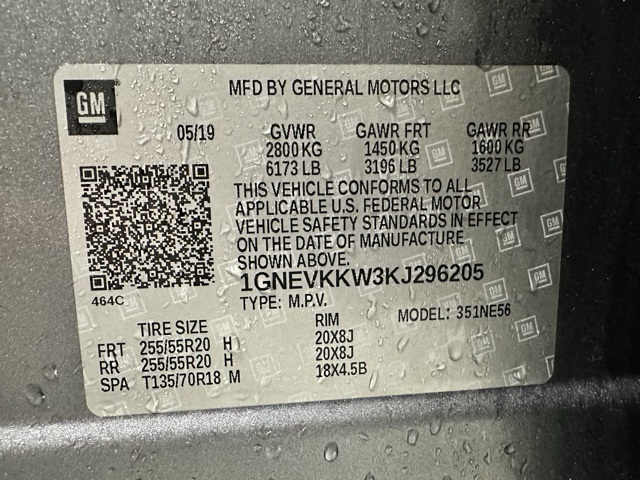 GM
MFD BY GENERAL MOTORS LLC
05/19 GVWR GAWR FRT GAWR RR
2800 KG 1450 KG 1600 KG
6173 LB 3196 LB 3527 LB
THIS VEHICLE CONFORMS TO ALL
APPLICABLE U.S. FEDERAL MOTOR
VEHICLE SAFETY STANDARDS IN EFFECT
ON THE DATE OF MANUFACTURE
SHOWN ABOVE.
1GNEVKKW3KJ296205
464C
TYPE: M.P.V. MODEL: 351NE56
TIRE SIZE RIM
FRT 255/55R20 H 20X8J
RR 255/55R20 H 20X8J
SPA T135/70R18 M 18X4.5B